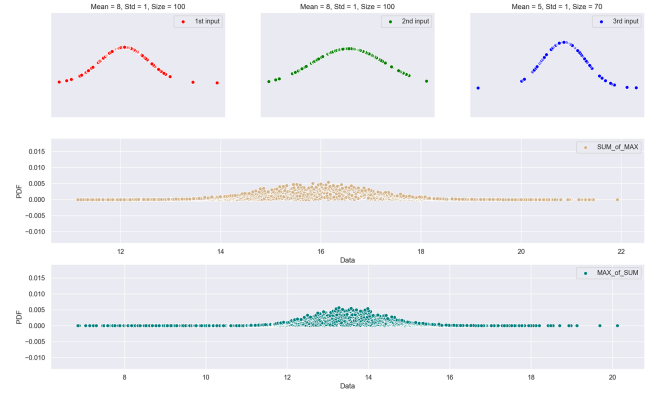 Mean = 8, Std = 1, Size = 100
1st input
Mean = 8, Std = 1, Size = 100
2nd input
Mean = 5, Std = 1, Size = 70
3rd input
SUM_of_MAX
PDF
0.015
0.010
0.005
0.000
−0.005
−0.010
12
14
16
18
20
22
Data
MAX_of_SUM
PDF
0.015
0.010
0.005
0.000
−0.005
−0.010
8
10
12
14
16
18
20
Data